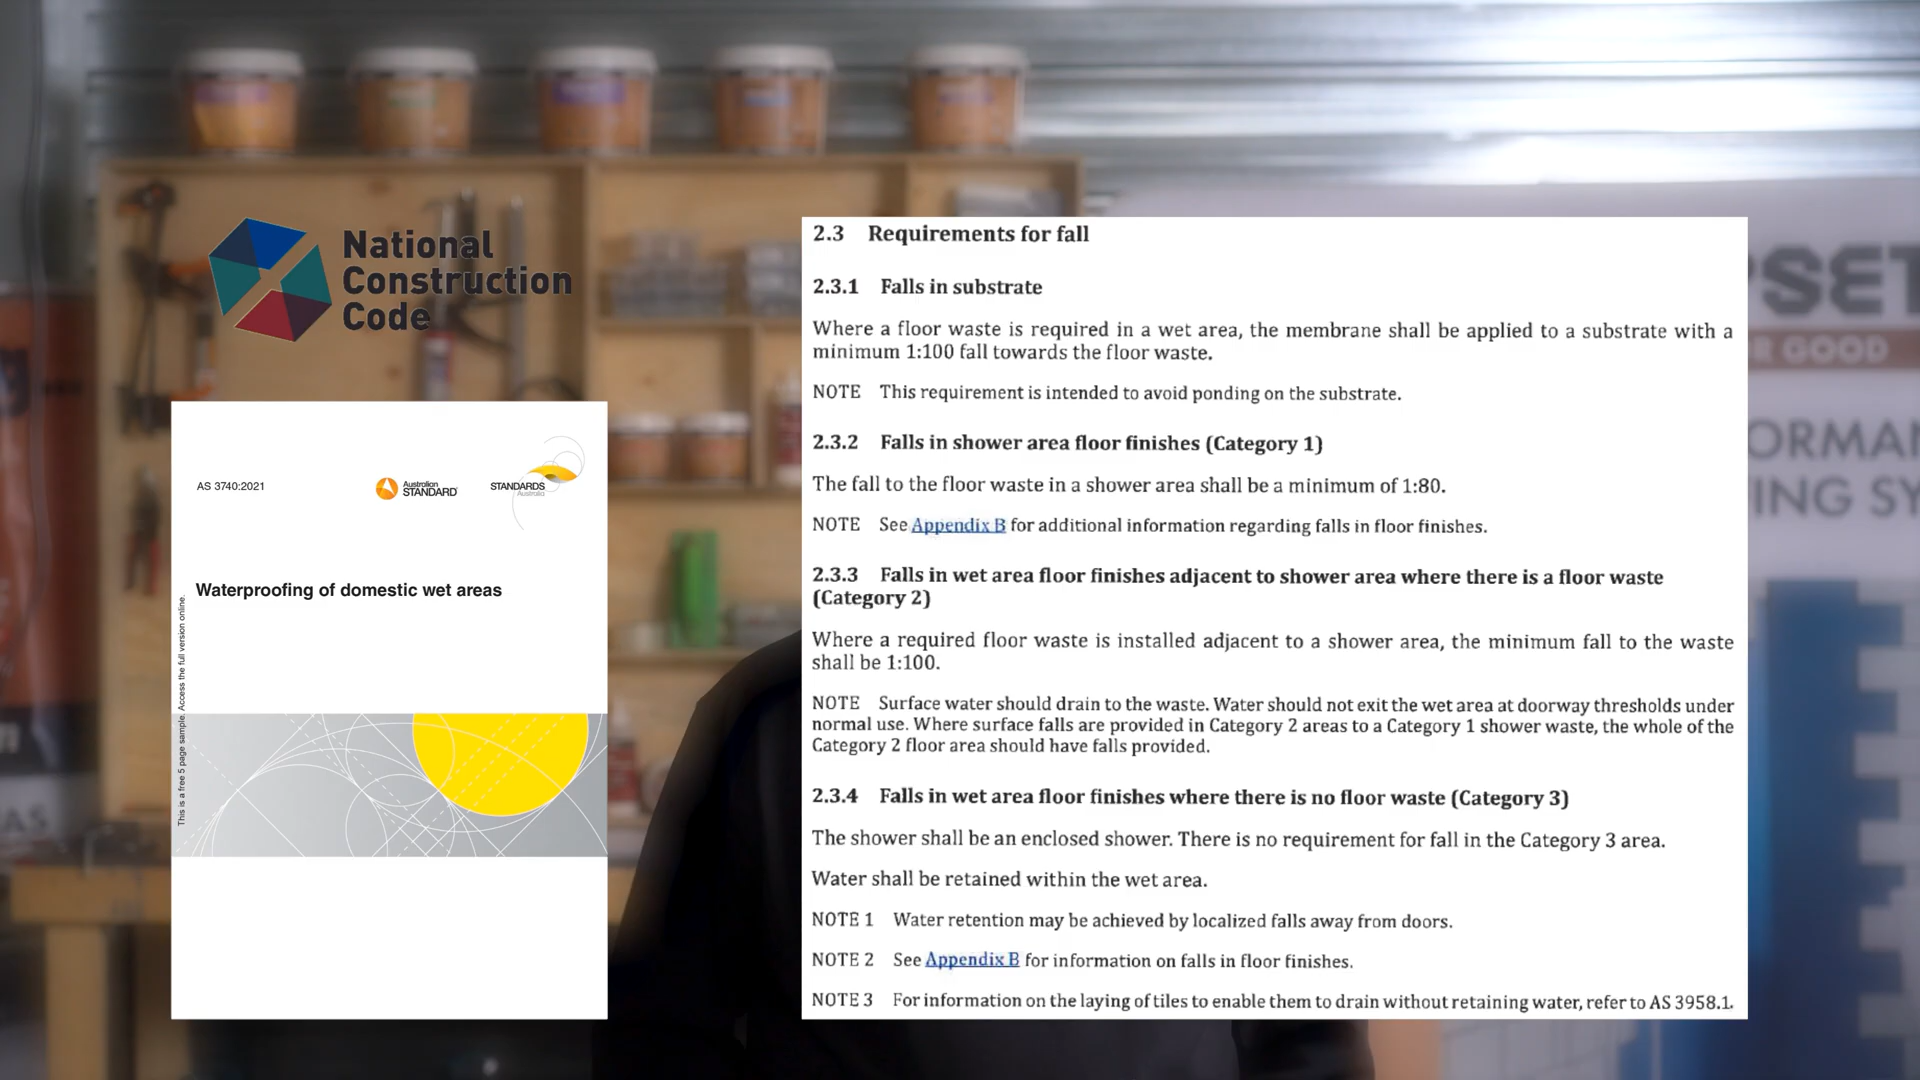 National
Construction
Code
AS 3740:2021
Australian
STANDARD
STANDARDS
Australia
Waterproofing of domestic wet areas
This is a free 5 page sample. Access the full version online.
2.3 Requirements for fall
2.3.1 Falls in substrate
Where a floor waste is required in a wet area, the membrane shall be applied to a substrate with a
minimum 1:100 fall towards the floor waste.
NOTE This requirement is intended to avoid ponding on the substrate.
2.3.2 Falls in shower area floor finishes (Category 1)
The fall to the floor waste in a shower area shall be a minimum of 1:80.
NOTE See Appendix B for additional information regarding falls in floor finishes.
2.3.3 Falls in wet area floor finishes adjacent to shower area where there is a floor waste
(Category 2)
Where a required floor waste is installed adjacent to a shower area, the minimum fall to the waste
shall be 1:100.
NOTE Surface water should drain to the waste. Water should not exit the wet area at doorway thresholds under
normal use. Where surface falls are provided in Category 2 areas to a Category 1 shower waste, the whole of the
Category 2 floor area should have falls provided.
2.3.4 Falls in wet area floor finishes where there is no floor waste (Category 3)
The shower shall be an enclosed shower. There is no requirement for fall in the Category 3 area.
Water shall be retained within the wet area.
NOTE 1 Water retention may be achieved by localized falls away from doors.
NOTE 2 See Appendix B for information on falls in floor finishes.
NOTE 3 For information on the laying of tiles to enable them to drain without retaining water, refer to AS 3958.1.
GOOD